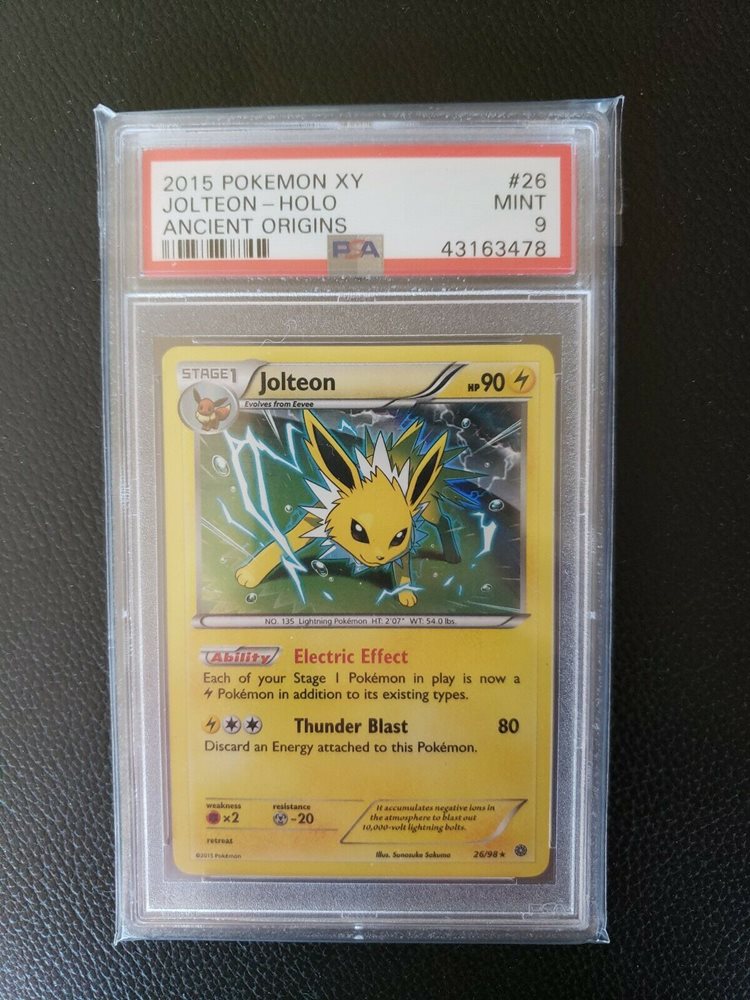 2015 POKEMON XY #26
JOLTEON - HOLO MINT
ANCIENT ORIGINS 9
PSA 43163478
STAGE1 Jolteon HP 90
Evolves from Eevee
NO. 135 Lightning Pokémon HT: 2'07" WT: 54.0 lbs.
Ability Electric Effect
Each of your Stage 1 Pokémon in play is now a
Pokémon in addition to its existing types.
Thunder Blast 80
Discard an Energy attached to this Pokémon.
weakness resistance
×2 -20
retreat
It accumulates negative ions in
the atmosphere to blast out
10,000-volt lightning bolts.
©2015 Pokémon Illus. Sunosuke Sakuma 26/98 ★